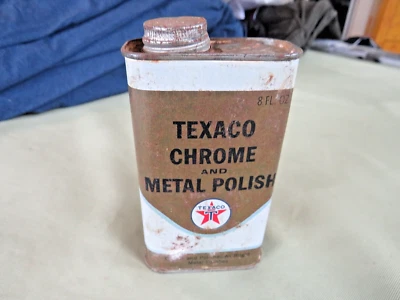 8 FL. OZ
TEXACO
CHROME
AND
METAL POLISH
TEXACO
T